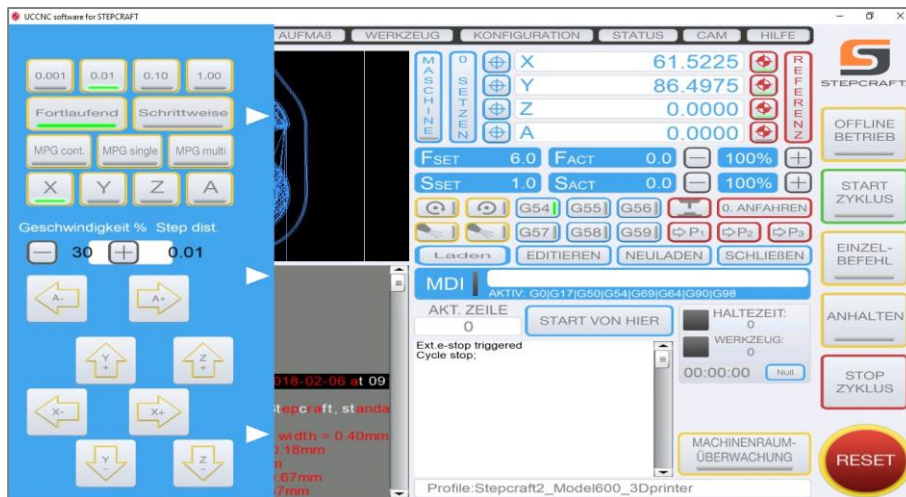 UCCNC software for STEPCRAFT
AUFMAß WERKZEUG KONFIGURATION STATUS CAM HILFE
0.001 0.01 0.10 1.00
Fortlaufend Schrittweise
MPG cont. MPG single MPG multi
X Y Z A
Geschwindigkeit % Step dist.
30 0.01
A- A+
Y+ Z+
X- X+
Y- Z-
018-02-06 at 09
tepcraft, standa
width = 0.40mm
0.18mm
m
0.67mm
67mm
MASCHINE
0 SETZEN
X 61.5225
Y 86.4975
Z 0.0000
A 0.0000
REFERENZ
FSET 6.0 FACT 0.0 100%
SSET 1.0 SACT 0.0 100%
G54 G55 G56 0. ANFAHREN
G57 G58 G59 P1 P2 P3
Laden EDITIEREN NEULADEN SCHLIEßEN
MDI
AKTIV: G0|G17|G50|G54|G69|G64|G90|G98
AKT. ZEILE
0
START VON HIER
HALTEZEIT:
0
WERKZEUG:
0
00:00:00 Null
Ext.e-stop triggered
Cycle stop;
MACHINENRAUM-
ÜBERWACHUNG
Profile:Stepcraft2_Model600_3Dprinter
STEPCRAFT
OFFLINE
BETRIEB
START
ZYKLUS
EINZEL-
BEFEHL
ANHALTEN
STOP
ZYKLUS
RESET